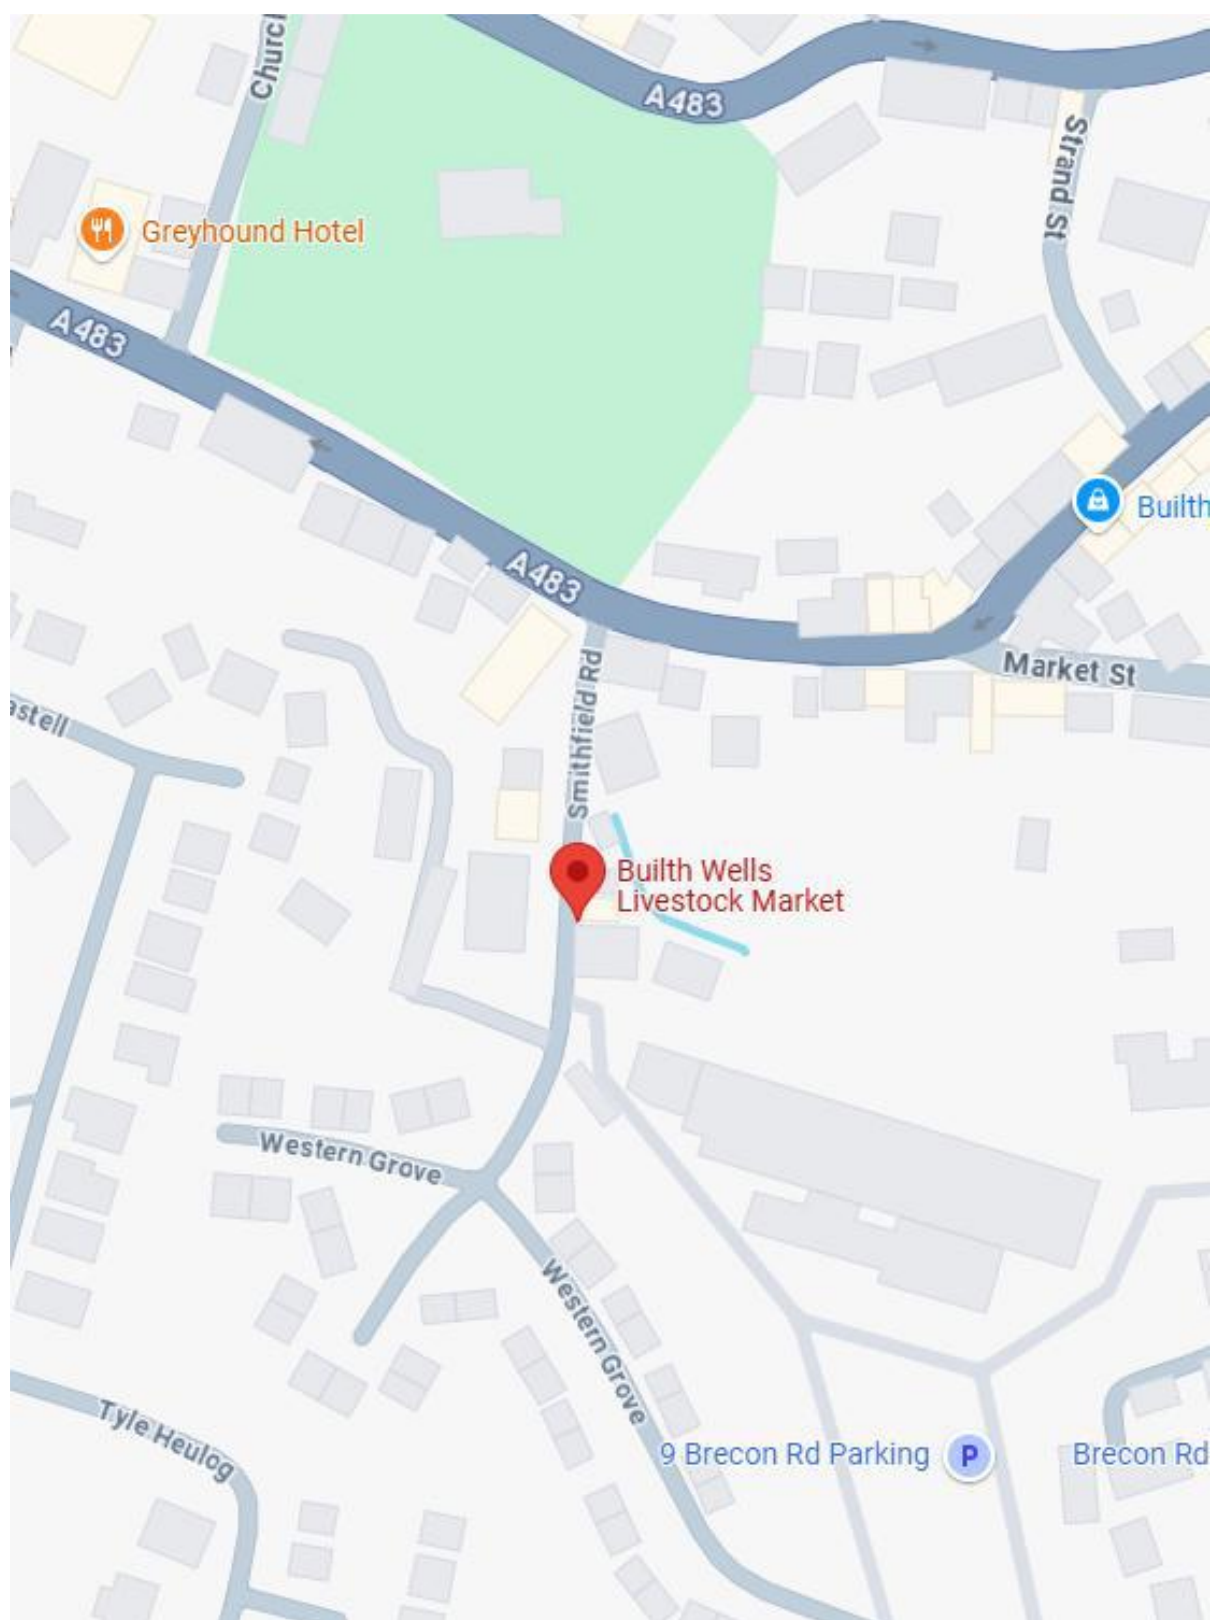 Church
A483
Strand St
Greyhound Hotel
A483
Builth
A483
Market St
Smithfield Rd
astell
Builth Wells
Livestock Market
Western Grove
Western Grove
Tyle Heulog
9 Brecon Rd Parking
P
Brecon Rd